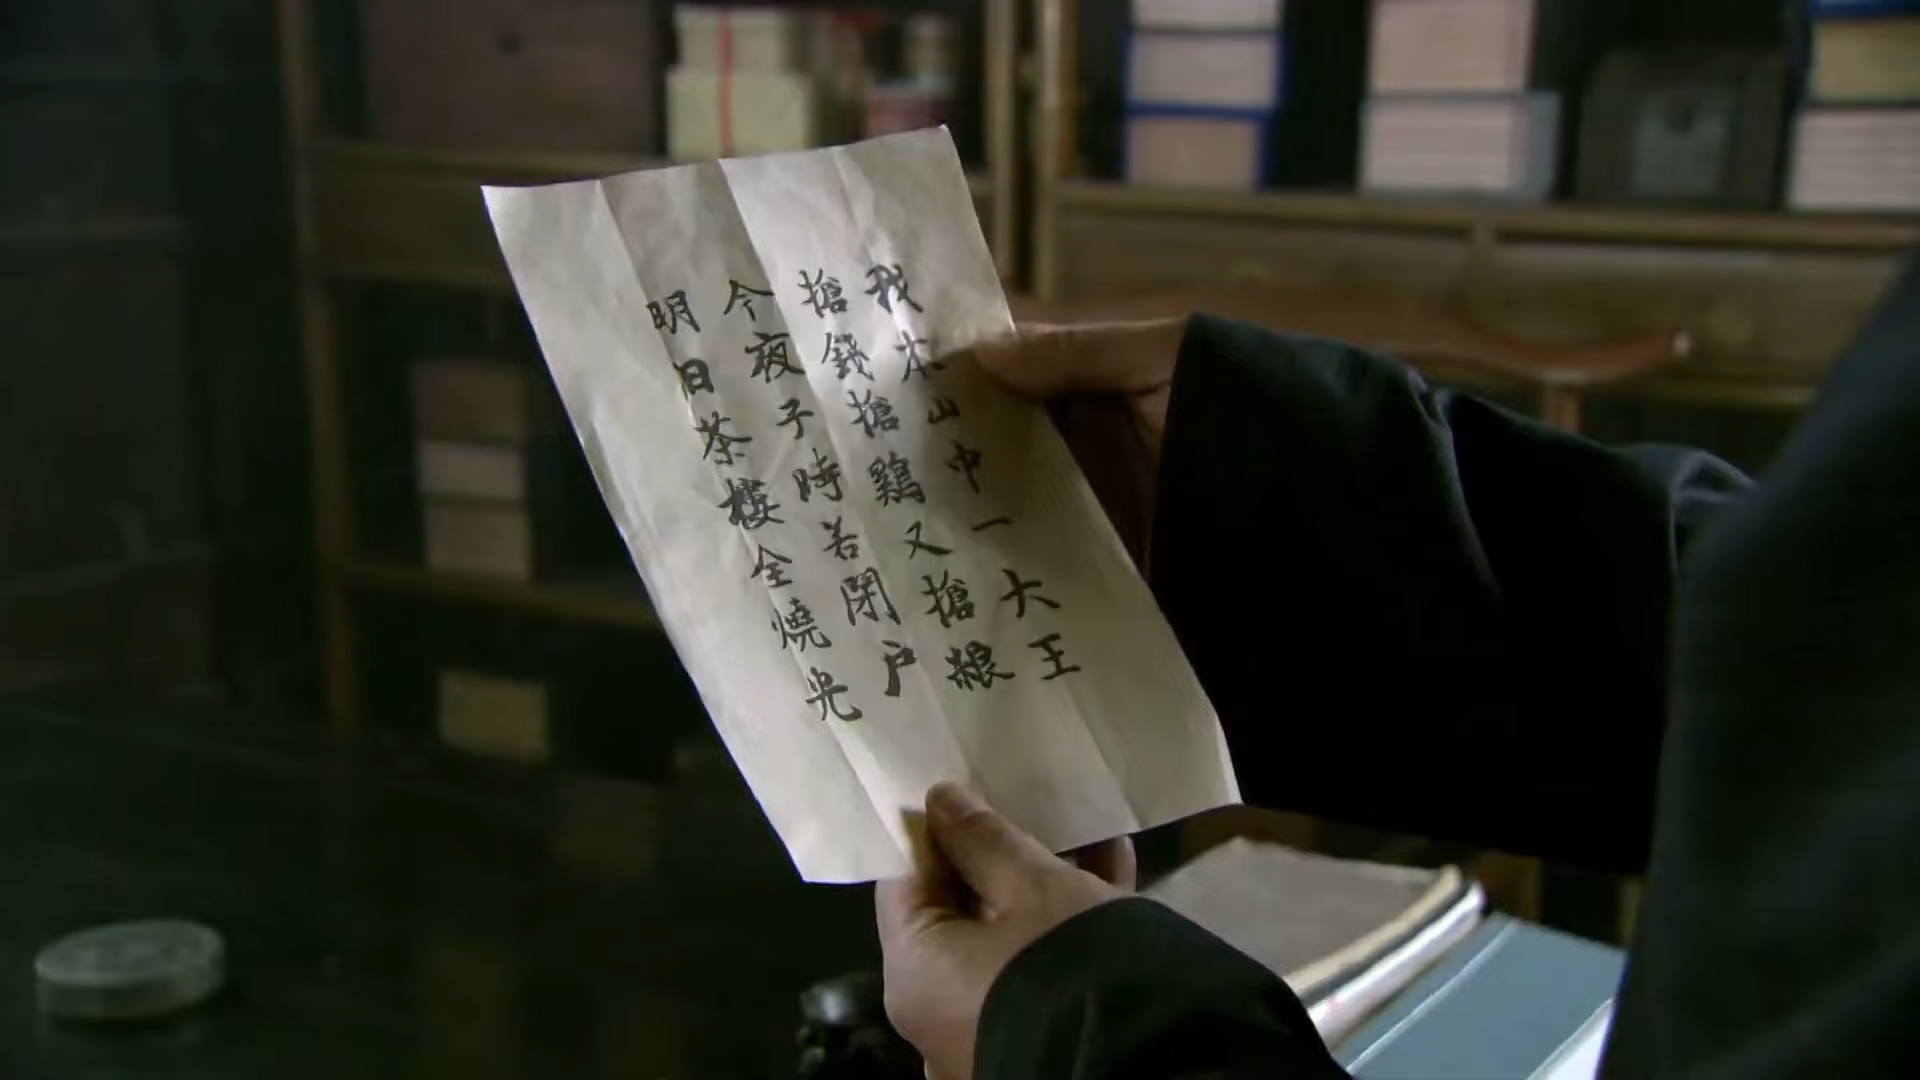 我本山中一大王
搶錢搶鷄又搶糧
今夜子時若閉户
明日茶樓全燒光